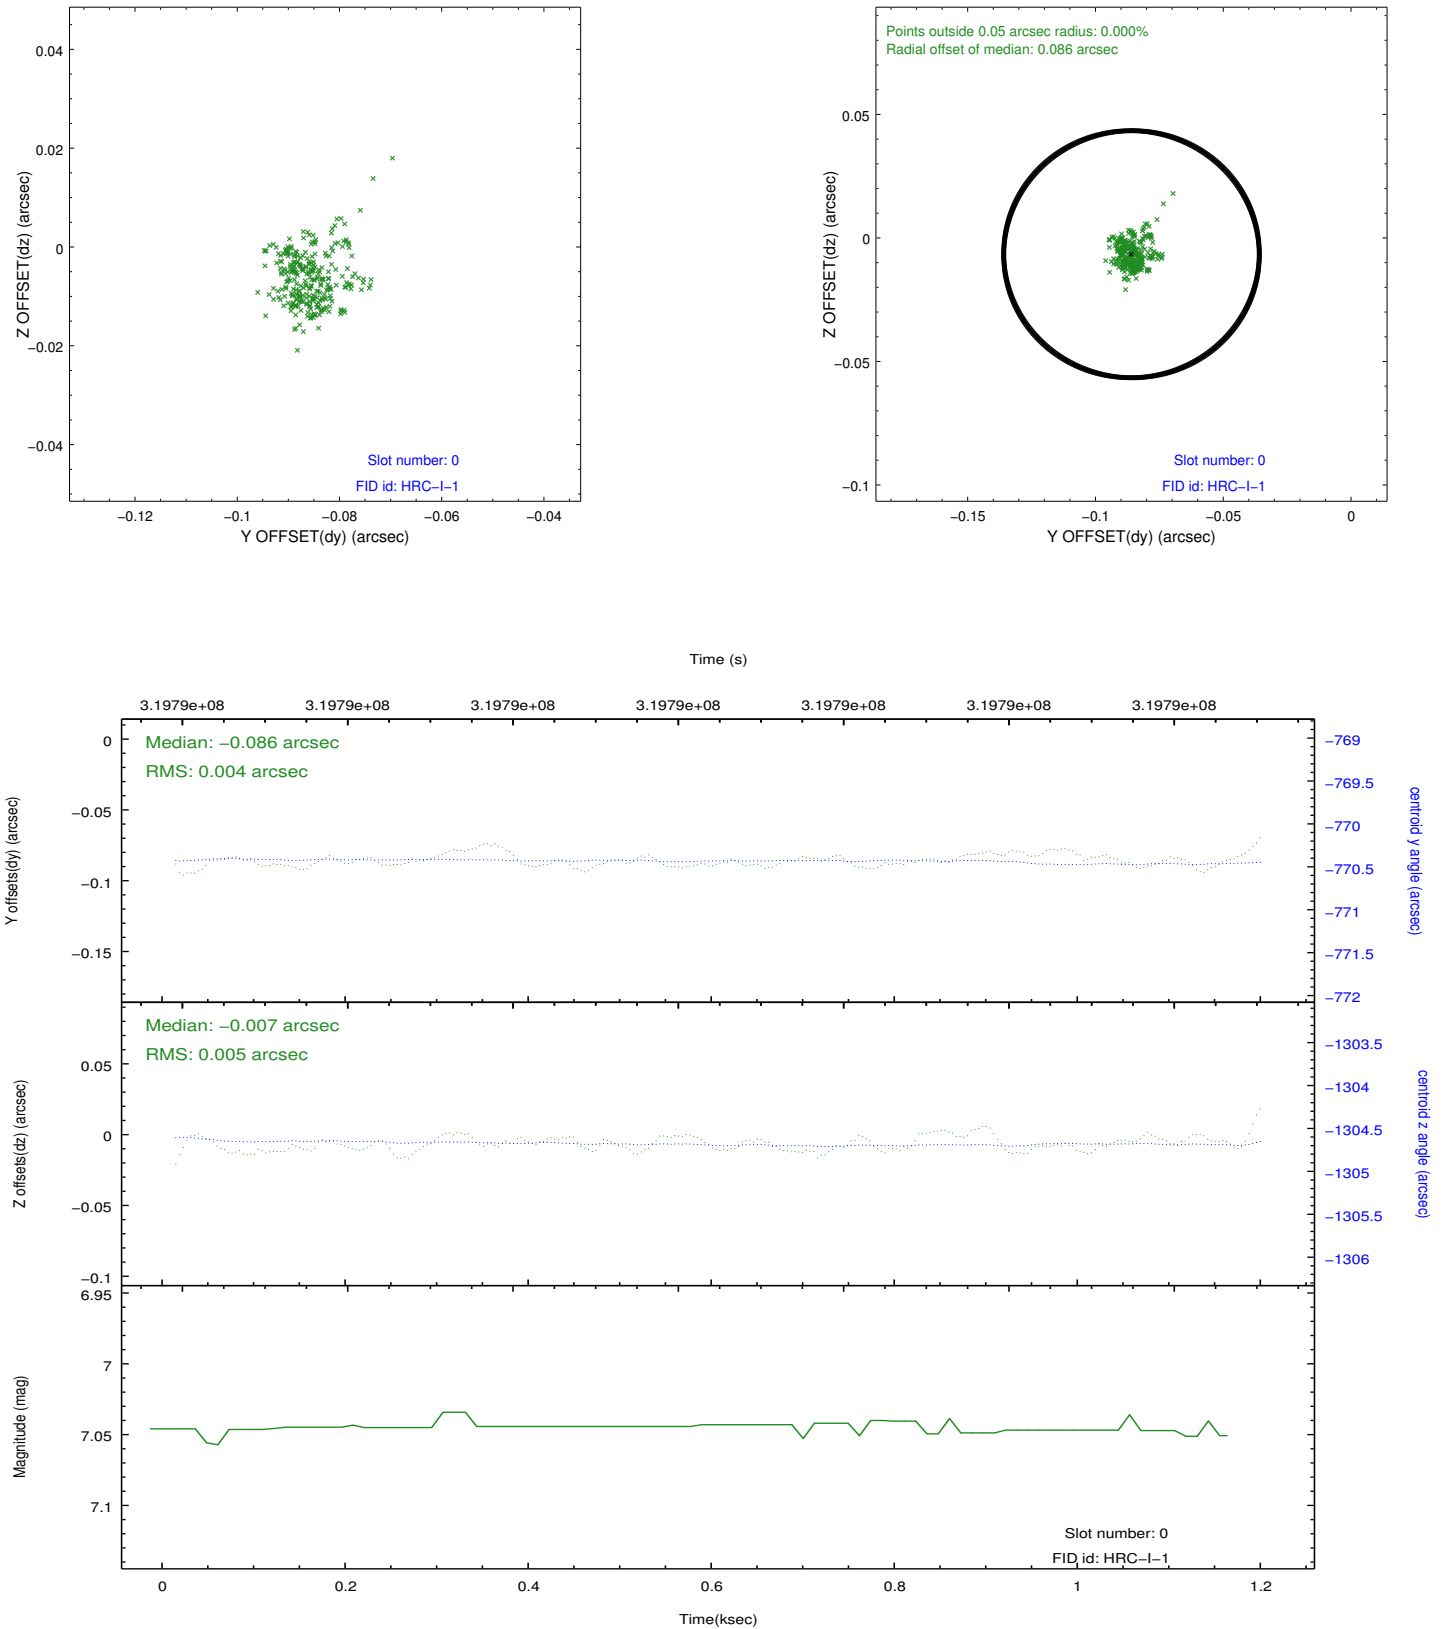 0.04
0.02
0
−0.02
−0.04
Z OFFSET(dz) (arcsec)
Slot number: 0
FID id: HRC−I−1
−0.12
−0.1
−0.08
−0.06
−0.04
Y OFFSET(dy) (arcsec)
Points outside 0.05 arcsec radius: 0.000%
Radial offset of median: 0.086 arcsec
0.05
0
−0.05
−0.1
Z OFFSET(dz) (arcsec)
Slot number: 0
FID id: HRC−I−1
−0.15
−0.1
−0.05
0
Y OFFSET(dy) (arcsec)
Time (s)
3.1979e+08
3.1979e+08
3.1979e+08
3.1979e+08
3.1979e+08
3.1979e+08
3.1979e+08
Median: −0.086 arcsec
RMS: 0.004 arcsec
0
−0.05
−0.1
−0.15
Y offsets(dy) (arcsec)
−769
−769.5
−770
−770.5
−771
−771.5
−772
centroid y angle (arcsec)
Median: −0.007 arcsec
RMS: 0.005 arcsec
0.05
0
−0.05
−0.1
Z offsets(dz) (arcsec)
−1303.5
−1304
−1304.5
−1305
−1305.5
−1306
centroid z angle (arcsec)
6.95
7
7.05
7.1
Magnitude (mag)
Slot number: 0
FID id: HRC−I−1
0
0.2
0.4
0.6
0.8
1
1.2
Time(ksec)